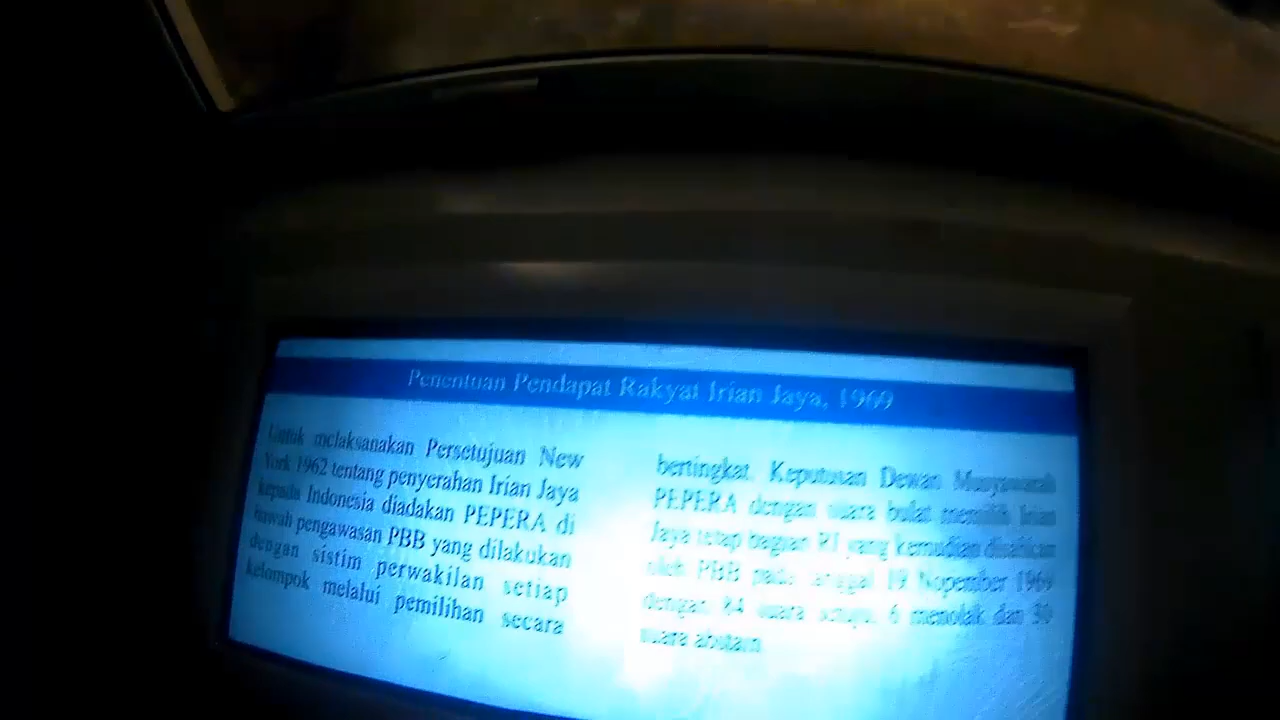 Penentuan Pendapat Rakyat Irian Jaya, 1969
Untuk melaksanakan Persetujuan New
York 1962 tentang penyerahan Irian Jaya
kepada Indonesia diadakan PEPERA di
bawah pengawasan PBB yang dilakukan
dengan sistim perwakilan setiap
kelompok melalui pemilihan secara
bertingkat. Keputusan Dewan Musyawarah
PEPERA dengan suara bulat memilih Irian
Jaya tetap bagian RI yang kemudian disahkan
oleh PBB pada tanggal 19 Nopember 1969
dengan 84 suara setuju, 6 menolak dan 30
suara abstain